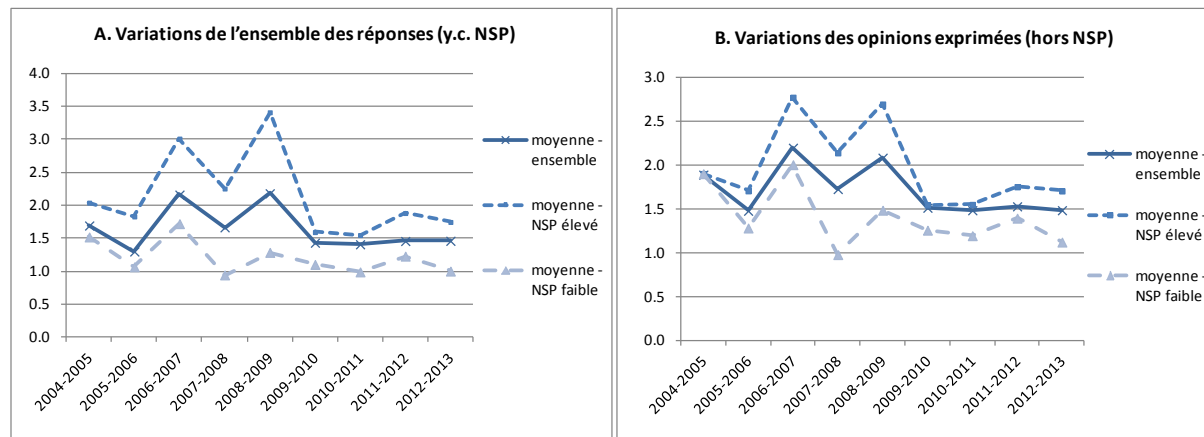 A. Variations de l’ensemble des réponses (y.c. NSP)
4.0
3.5
3.0
2.5
2.0
1.5
1.0
0.5
0.0
2004-2005
2005-2006
2006-2007
2007-2008
2008-2009
2009-2010
2010-2011
2011-2012
2012-2013
moyenne -
ensemble
moyenne -
NSP élevé
moyenne -
NSP faible
B. Variations des opinions exprimées (hors NSP)
3.0
2.5
2.0
1.5
1.0
0.5
0.0
2004-2005
2005-2006
2006-2007
2007-2008
2008-2009
2009-2010
2010-2011
2011-2012
2012-2013
moyenne -
ensemble
moyenne -
NSP élevé
moyenne -
NSP faible